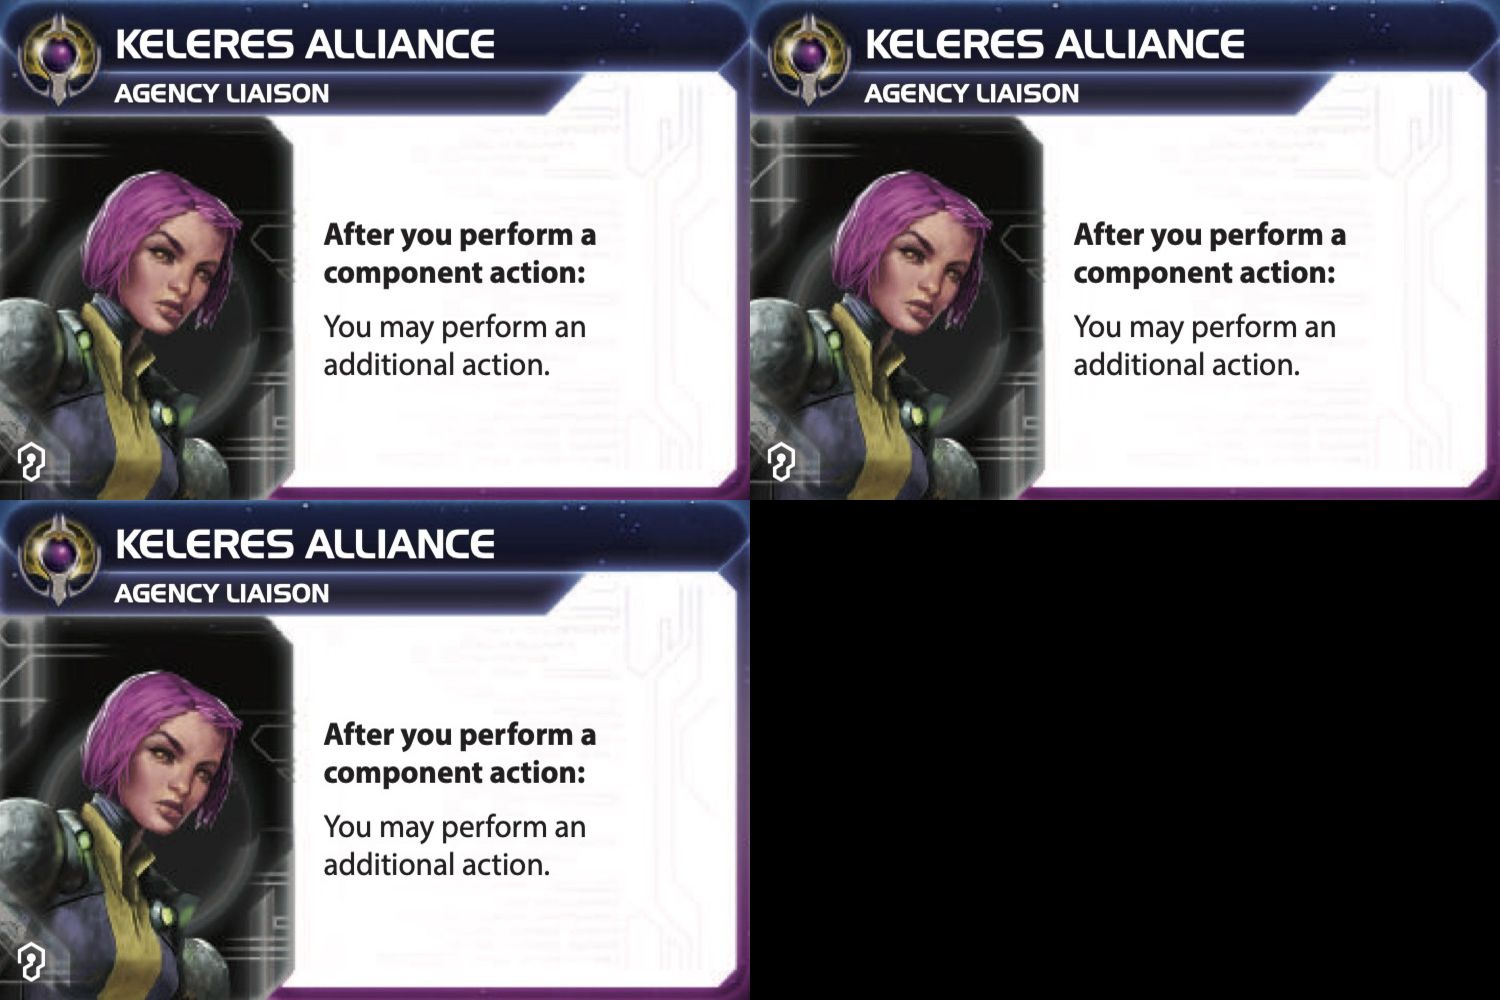 KELERES ALLIANCE
AGENCY LIAISON
After you perform a
component action:
You may perform an
additional action.
KELERES ALLIANCE
AGENCY LIAISON
After you perform a
component action:
You may perform an
additional action.
KELERES ALLIANCE
AGENCY LIAISON
After you perform a
component action:
You may perform an
additional action.